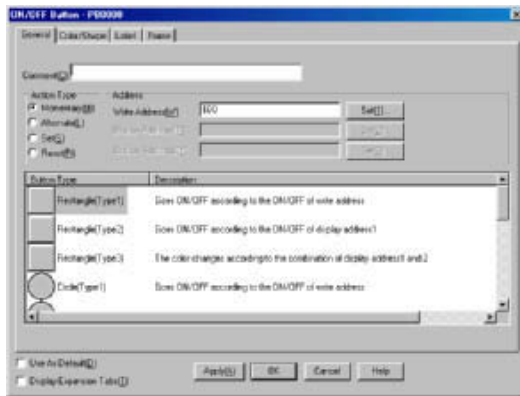 ON/OFF Button - PB0000
General Color/Shape Label Frame
Comment(C)
Action Type Address
Momentary(M) Write Address(W) Set(1)...
Alternate(L)
Set(S)
Reset(R)
Button Type Description
Rectangle(Type1) Goes ON/OFF according to the ON/OFF of write address
Rectangle(Type2) Goes ON/OFF according to the ON/OFF of display address1
Rectangle(Type3) The color changes according to the combination of display address1 and 2
Circle(Type1) Goes ON/OFF according to the ON/OFF of write address
Use As Default(D)
Display Expansion Tabs(T)
Apply(A) OK Cancel Help